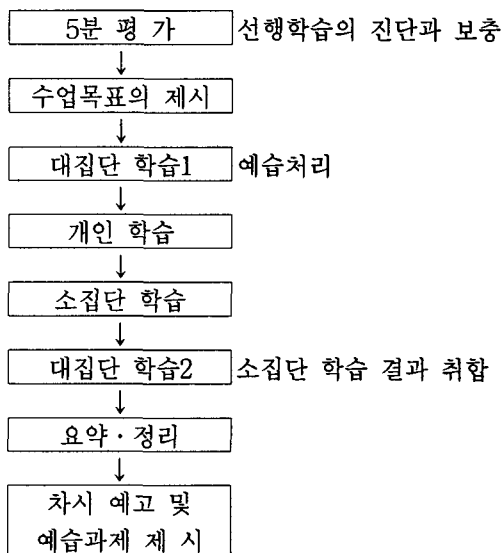 5분 평 가 선행학습의 진단과 보충
↓
수업목표의 제시
↓
대집단 학습1 예습처리
↓
개인 학습
↓
소집단 학습
↓
대집단 학습2 소집단 학습 결과 취합
↓
요약·정리
↓
차시 예고 및
예습과제 제 시